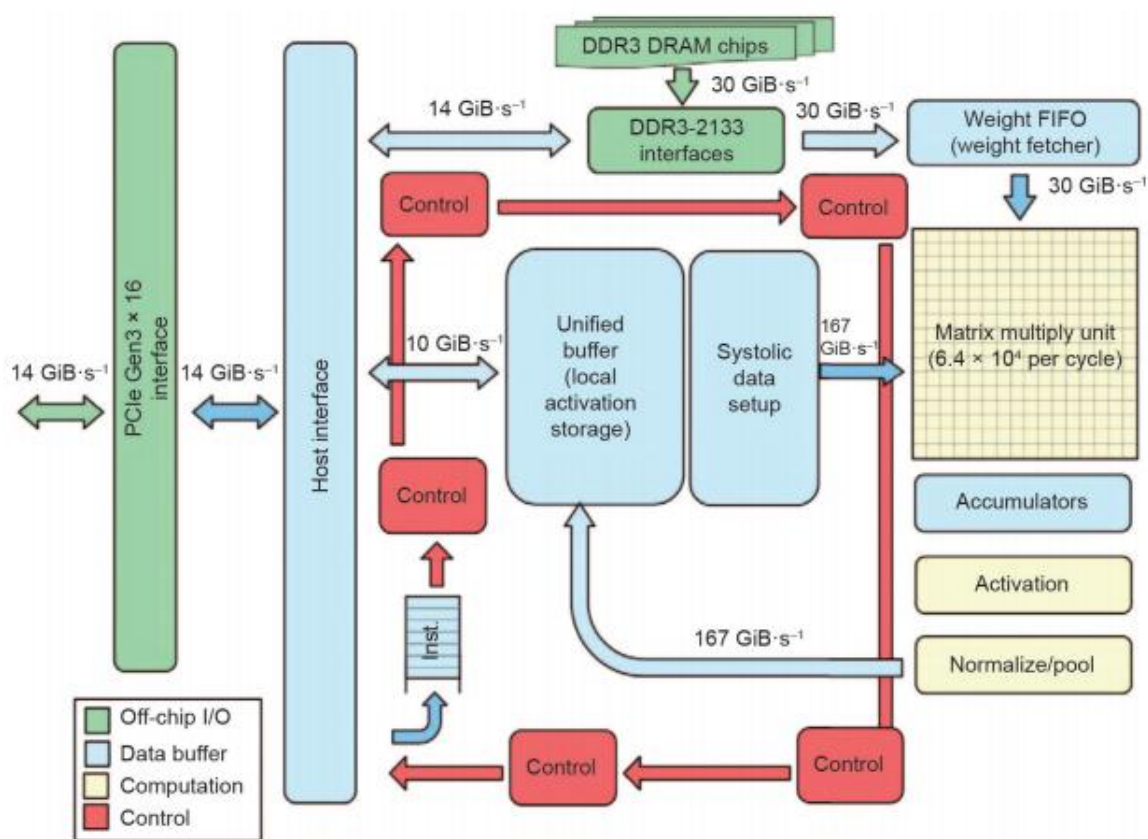 DDR3 DRAM chips
30 GiB·s⁻¹
14 GiB·s⁻¹
DDR3-2133
interfaces
30 GiB·s⁻¹
Weight FIFO
(weight fetcher)
30 GiB·s⁻¹
Control
Control
PCIe Gen3 × 16
interface
14 GiB·s⁻¹
14 GiB·s⁻¹
Host interface
10 GiB·s⁻¹
Unified
buffer
(local
activation
storage)
Systolic
data
setup
167
GiB·s⁻¹
Matrix multiply unit
(6.4 × 10⁴ per cycle)
Control
Accumulators
Activation
Inst.
167 GiB·s⁻¹
Normalize/pool
Control
Control
Off-chip I/O
Data buffer
Computation
Control